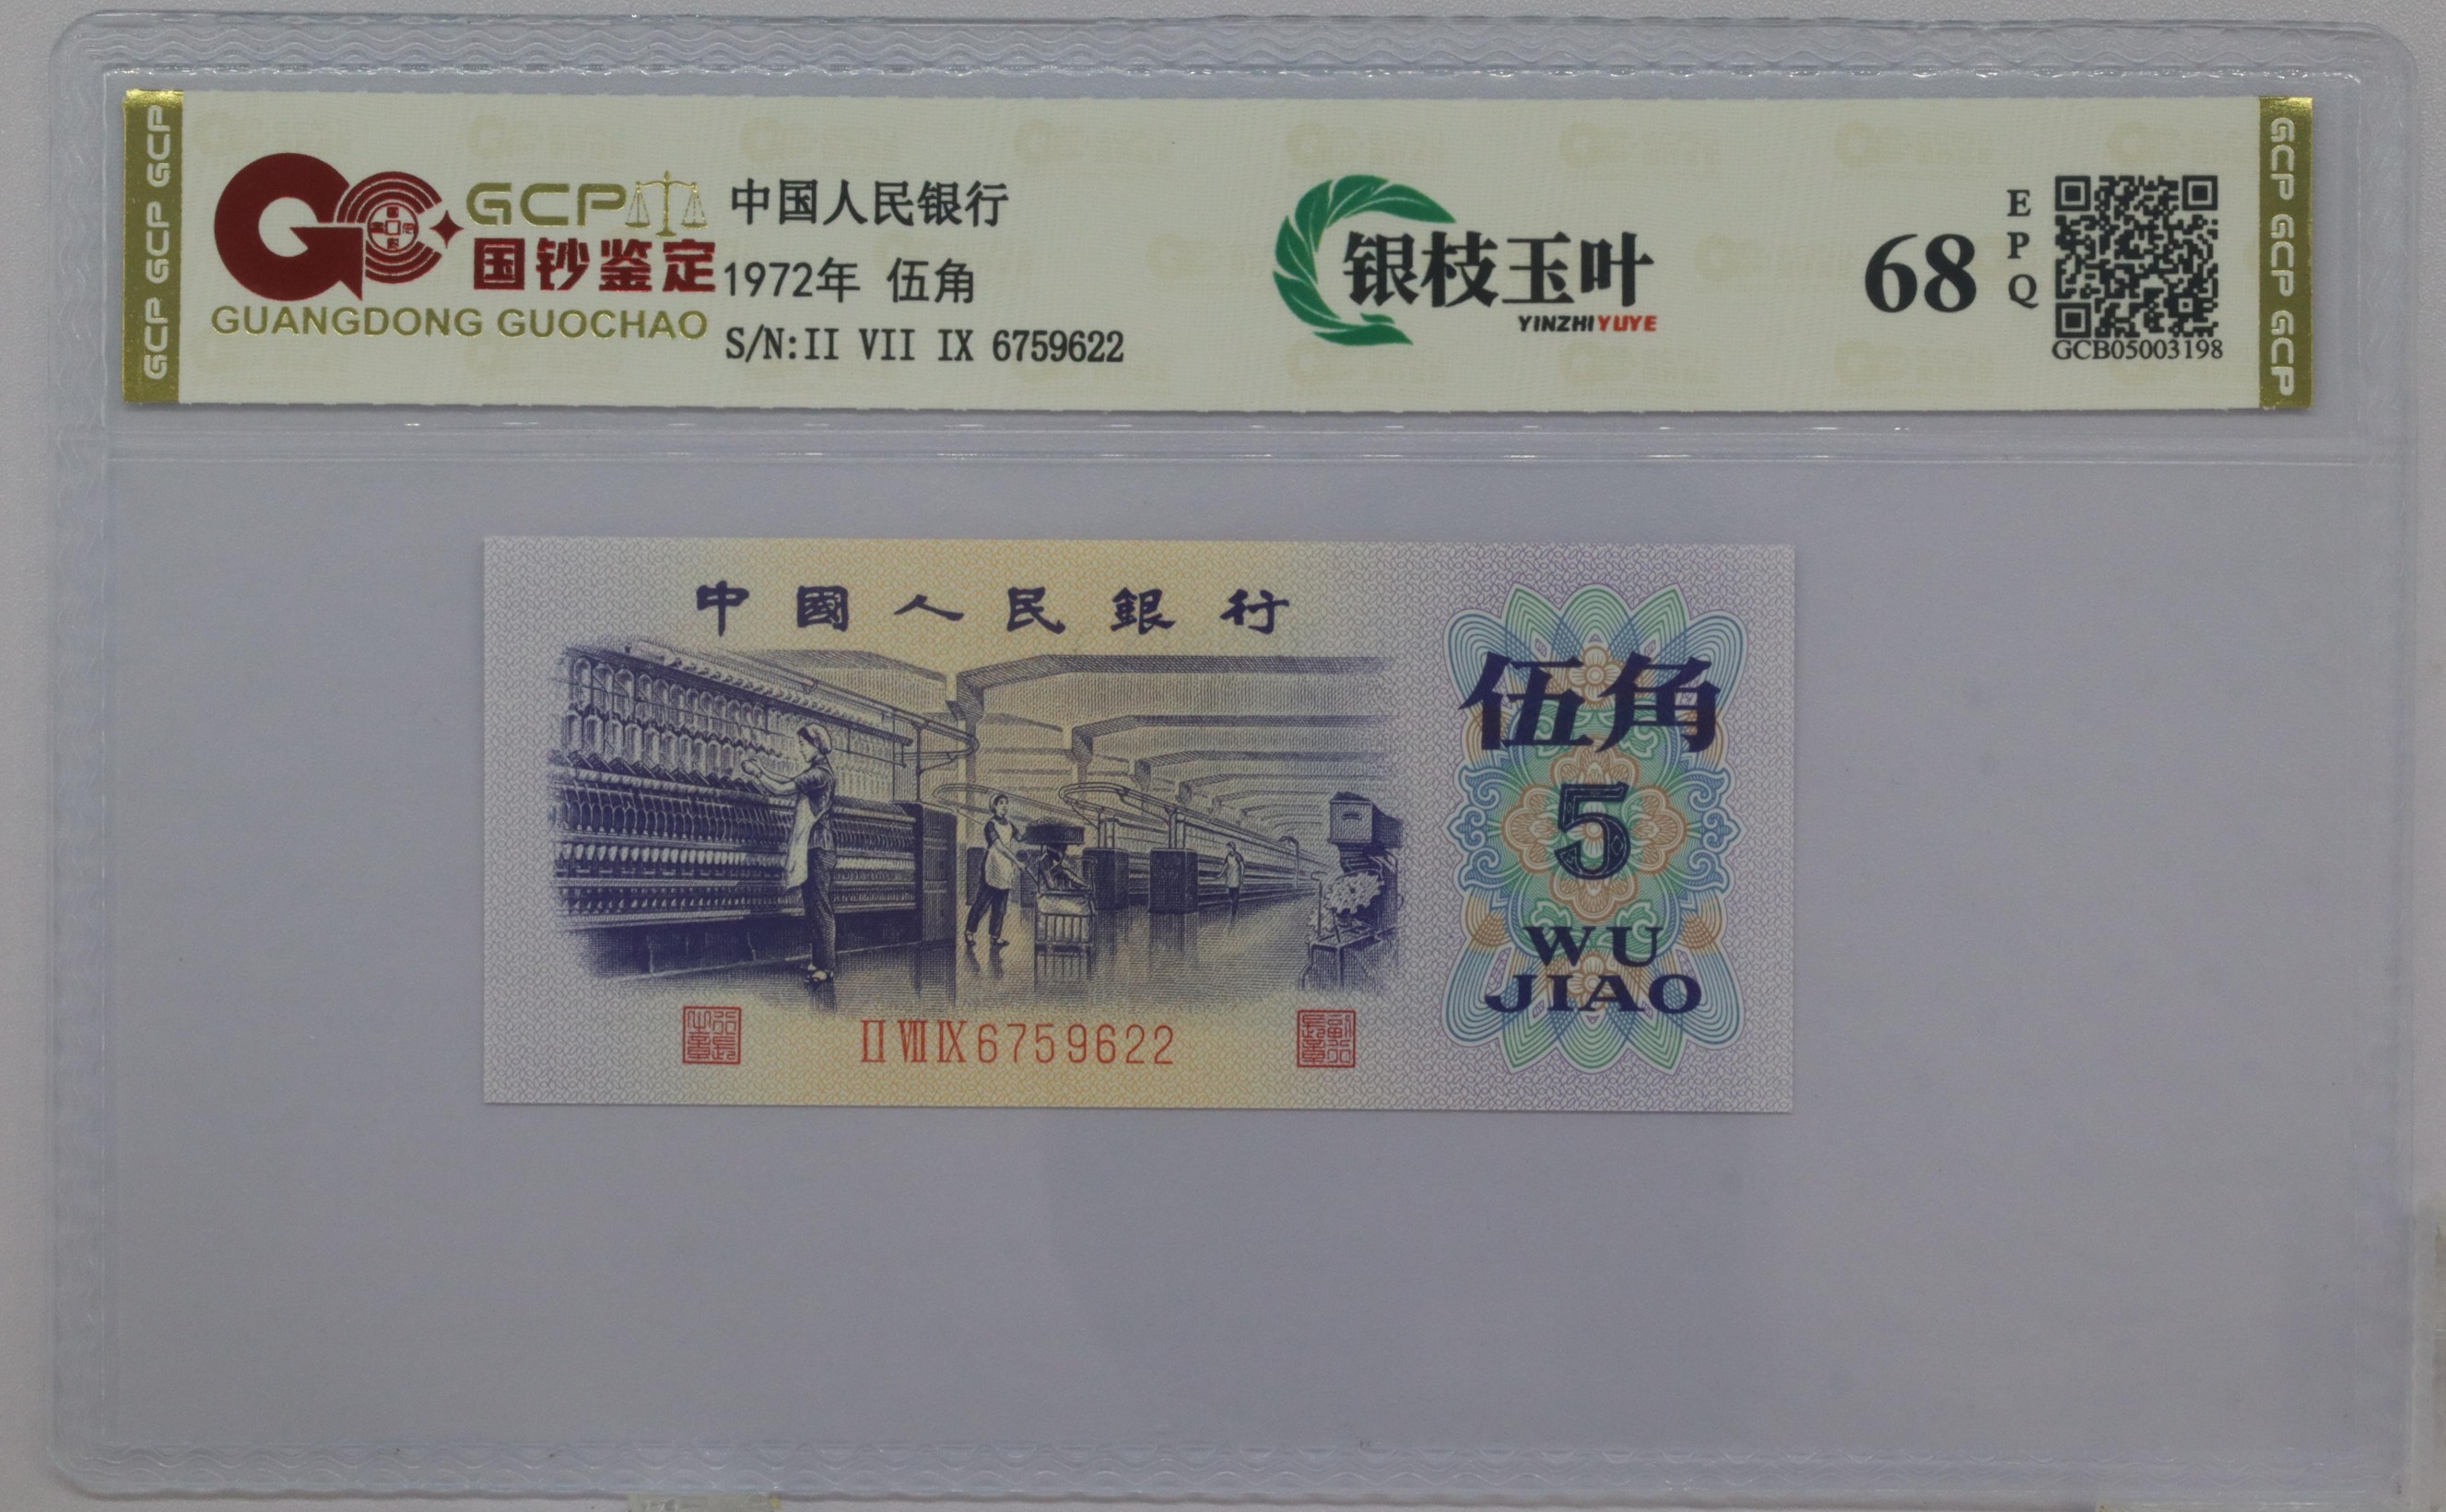 GCP GCP GCP
GCP
国钞鉴定
GUANGDONG GUOCHAO
中国人民银行
1972年 伍角
S/N:II VII IX 6759622
银枝玉叶
YINZHIYUYE
68
EPQ
GCB05003198
GCP GCP GCP
中國人民銀行
伍角
5
WU
JIAO
II VII IX 6759622